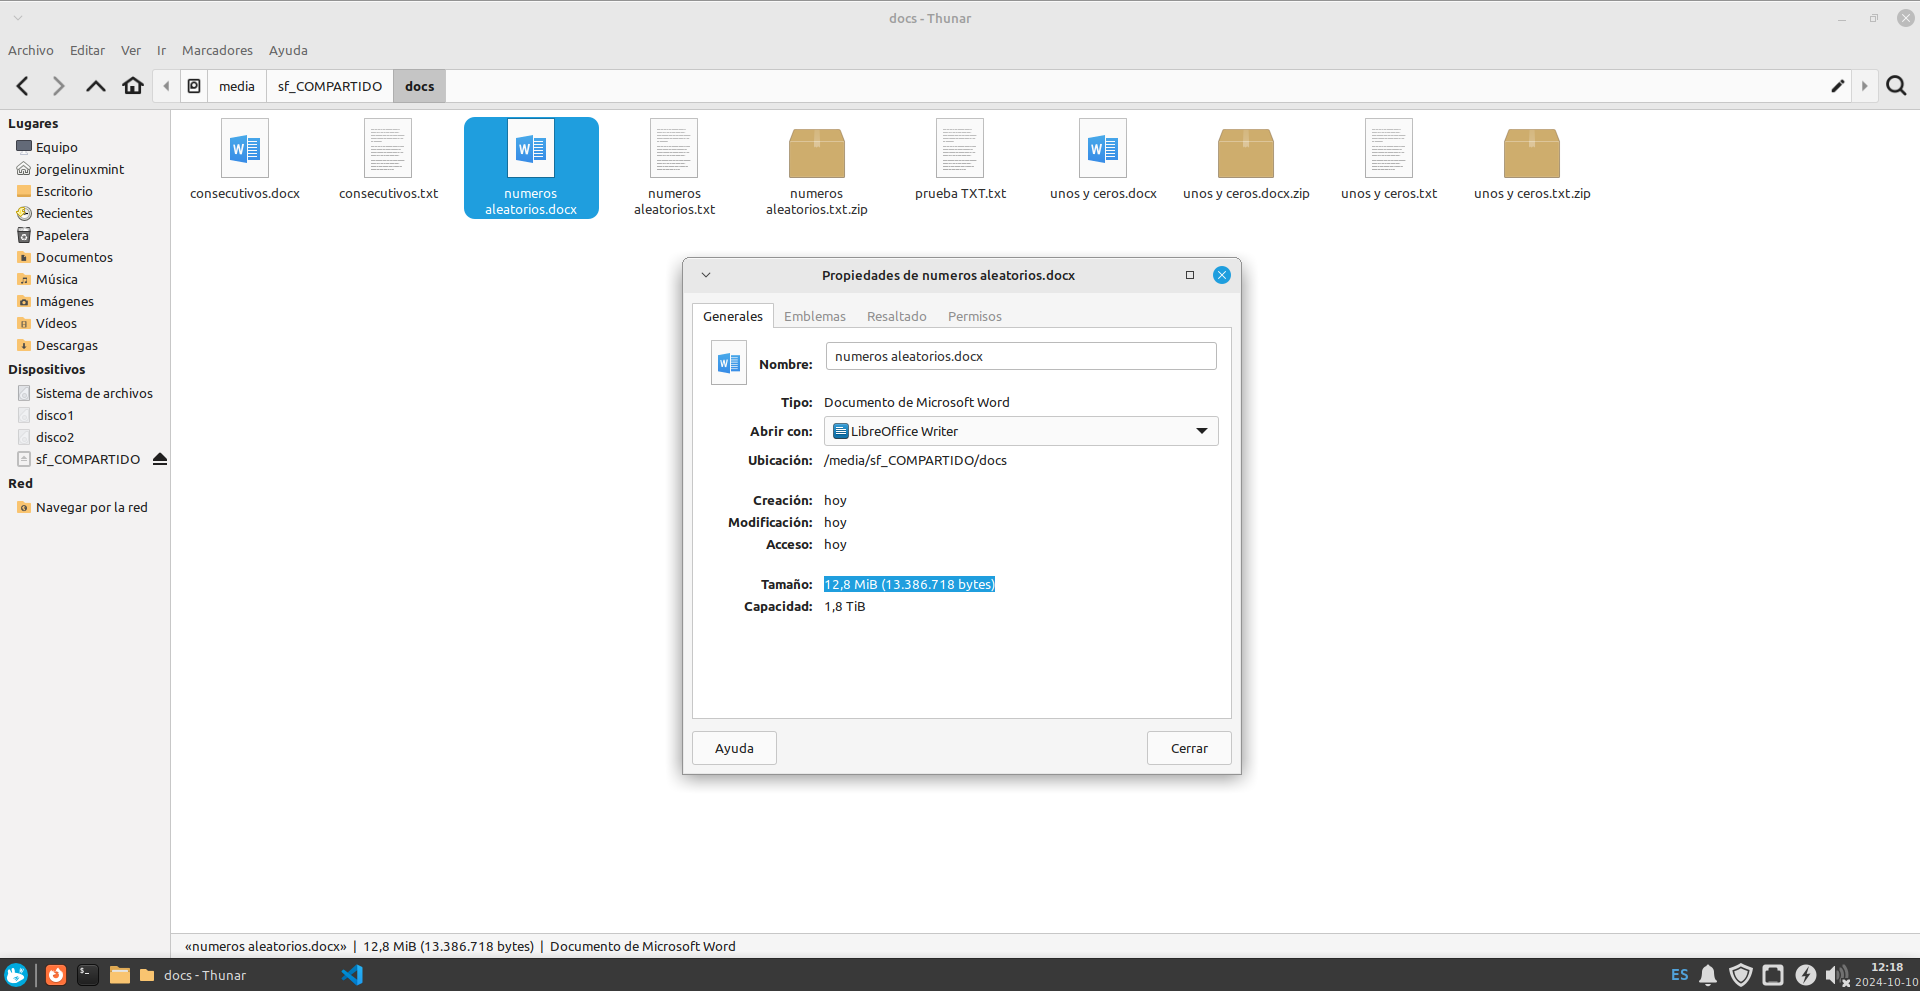 docs - Thunar
Archivo Editar Ver Ir Marcadores Ayuda
media sf_COMPARTIDO docs
Lugares
Equipo
jorgelinuxmint
Escritorio
Recientes
Papelera
Documentos
Música
Imágenes
Vídeos
Descargas
Dispositivos
Sistema de archivos
disco1
disco2
sf_COMPARTIDO
Red
Navegar por la red
consecutivos.docx
consecutivos.txt
numeros
aleatorios.docx
numeros
aleatorios.txt
numeros
aleatorios.txt.zip
prueba TXT.txt
unos y ceros.docx
unos y ceros.docx.zip
unos y ceros.txt
unos y ceros.txt.zip
Propiedades de numeros aleatorios.docx
Generales Emblemas Resaltado Permisos
Nombre: numeros aleatorios.docx
Tipo: Documento de Microsoft Word
Abrir con: LibreOffice Writer
Ubicación: /media/sf_COMPARTIDO/docs
Creación: hoy
Modificación: hoy
Acceso: hoy
Tamaño: 12,8 MiB (13.386.718 bytes)
Capacidad: 1,8 TiB
Ayuda Cerrar
«numeros aleatorios.docx» | 12,8 MiB (13.386.718 bytes) | Documento de Microsoft Word
docs - Thunar
ES
12:18
2024-10-10